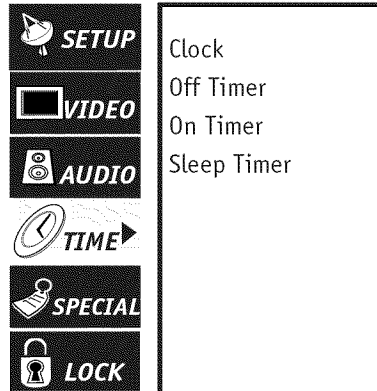 SETUP
VIDEO
AUDIO
TIME
SPECIAL
LOCK
Clock
Off Timer
On Timer
Sleep Timer